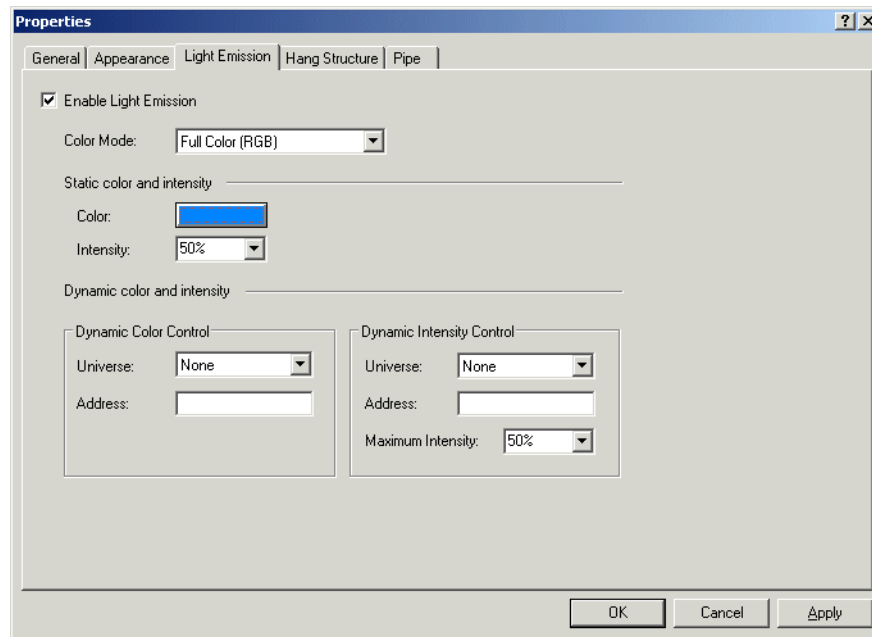 Properties
General Appearance Light Emission Hang Structure Pipe
Enable Light Emission
Color Mode: Full Color (RGB)
Static color and intensity
Color:
Intensity: 50%
Dynamic color and intensity
Dynamic Color Control
Universe: None
Address:
Dynamic Intensity Control
Universe: None
Address:
Maximum Intensity: 50%
OK Cancel Apply